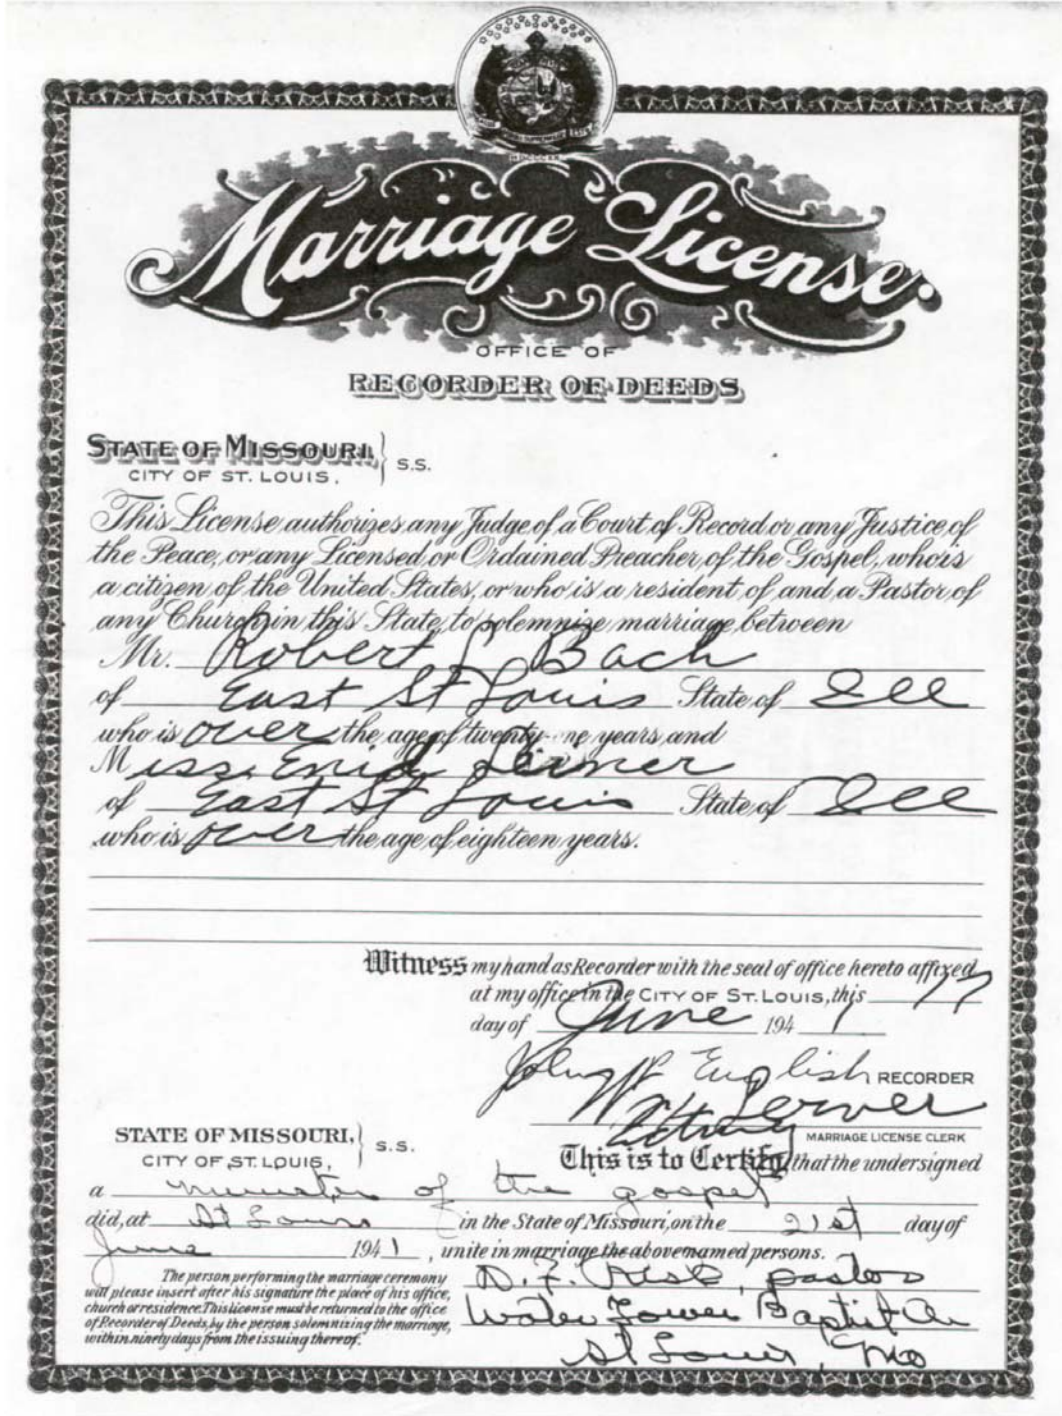 Marriage License.
OFFICE OF
RECORDER OF DEEDS
STATE OF MISSOURI, } S.S.
CITY OF ST. LOUIS.
This License authorizes any Judge of a Court of Record or any Justice of
the Peace, or any Licensed or Ordained Preacher of the Gospel, who is
a citizen of the United States, or who is a resident of and a Pastor of
any Church in this State, to solemnize marriage between
Mr. Robert L Bach
of East St Louis State of Ill
who is over the age of twenty-one years, and
Miss Enid Lerner
of East St Louis State of Ill
who is over the age of eighteen years.
Witness my hand as Recorder with the seal of office hereto affixed
at my office in the CITY OF ST. LOUIS, this 17
day of June 1941
John P English RECORDER
MARRIAGE LICENSE CLERK
STATE OF MISSOURI, } S.S.
CITY OF ST. LOUIS,
This is to Certify, that the undersigned
a minister of the gospel
did, at St Louis in the State of Missouri, on the 21st day of
June 1941, unite in marriage the above named persons.
The person performing the marriage ceremony
will please insert after his signature the place of his office,
church or residence. This license must be returned to the office
of Recorder of Deeds, by the person solemnizing the marriage,
within ninety days from the issuing thereof.
pastor
Water Tower Baptist Ch
St Louis, Mo